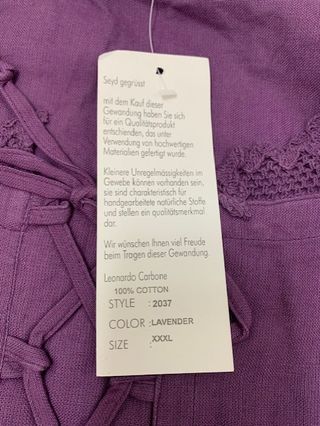 Seyd gegrüsst
mit dem Kauf dieser
Gewandung haben Sie sich
für ein Qualitätsprodukt
entschienden, das unter
Verwendung von hochwertigen
Materialien gefertigt wurde.
Kleinere Unregelmässigkeiten im
Gewebe können vorhanden sein,
sie sind charakteristisch für
handgearbeitete natürliche Stoffe
und stellen ein qualitätsmerkmal
dar.
Wir wünschen Ihnen viel Freude
beim Tragen dieser Gewandung.
Leonardo Carbone
100% COTTON
STYLE : 2037
COLOR :LAVENDER
SIZE : XXXL